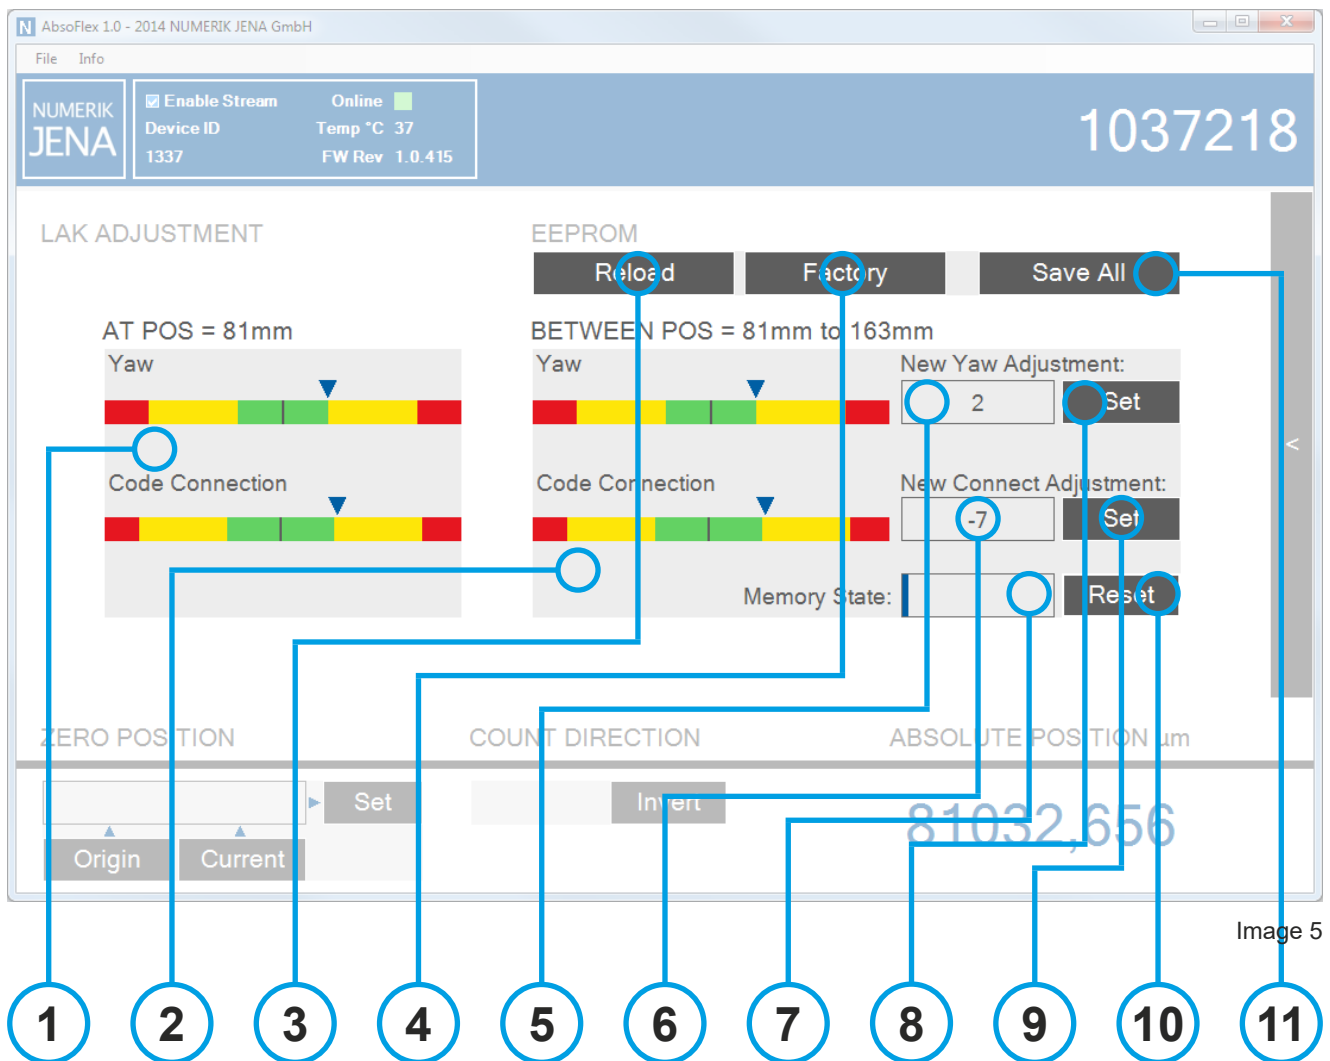 N AbsoFlex 1.0 - 2014 NUMERIK JENA GmbH
File Info
NUMERIK
JENA
Enable Stream Online
Device ID Temp °C 37
1337 FW Rev 1.0.415
1037218
LAK ADJUSTMENT
EEPROM
Reload Factory Save All
AT POS = 81mm
BETWEEN POS = 81mm to 163mm
Yaw
Yaw
New Yaw Adjustment:
2 Set
<
Code Connection
Code Connection
New Connect Adjustment:
-7 Set
Memory State: Reset
ZERO POSITION
COUNT DIRECTION
ABSOLUTE POSITION µm
Set
Invert
81032,656
Origin Current
Image 5
1 2 3 4 5 6 7 8 9 10 11